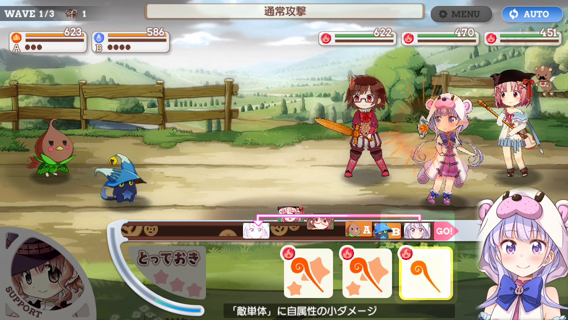 WAVE 1/3 1
通常攻撃
MENU
AUTO
623
586
622
470
451
A
B
A
B
GO!
とっておき
SUPPORT
「敵単体」に自属性の小ダメージ